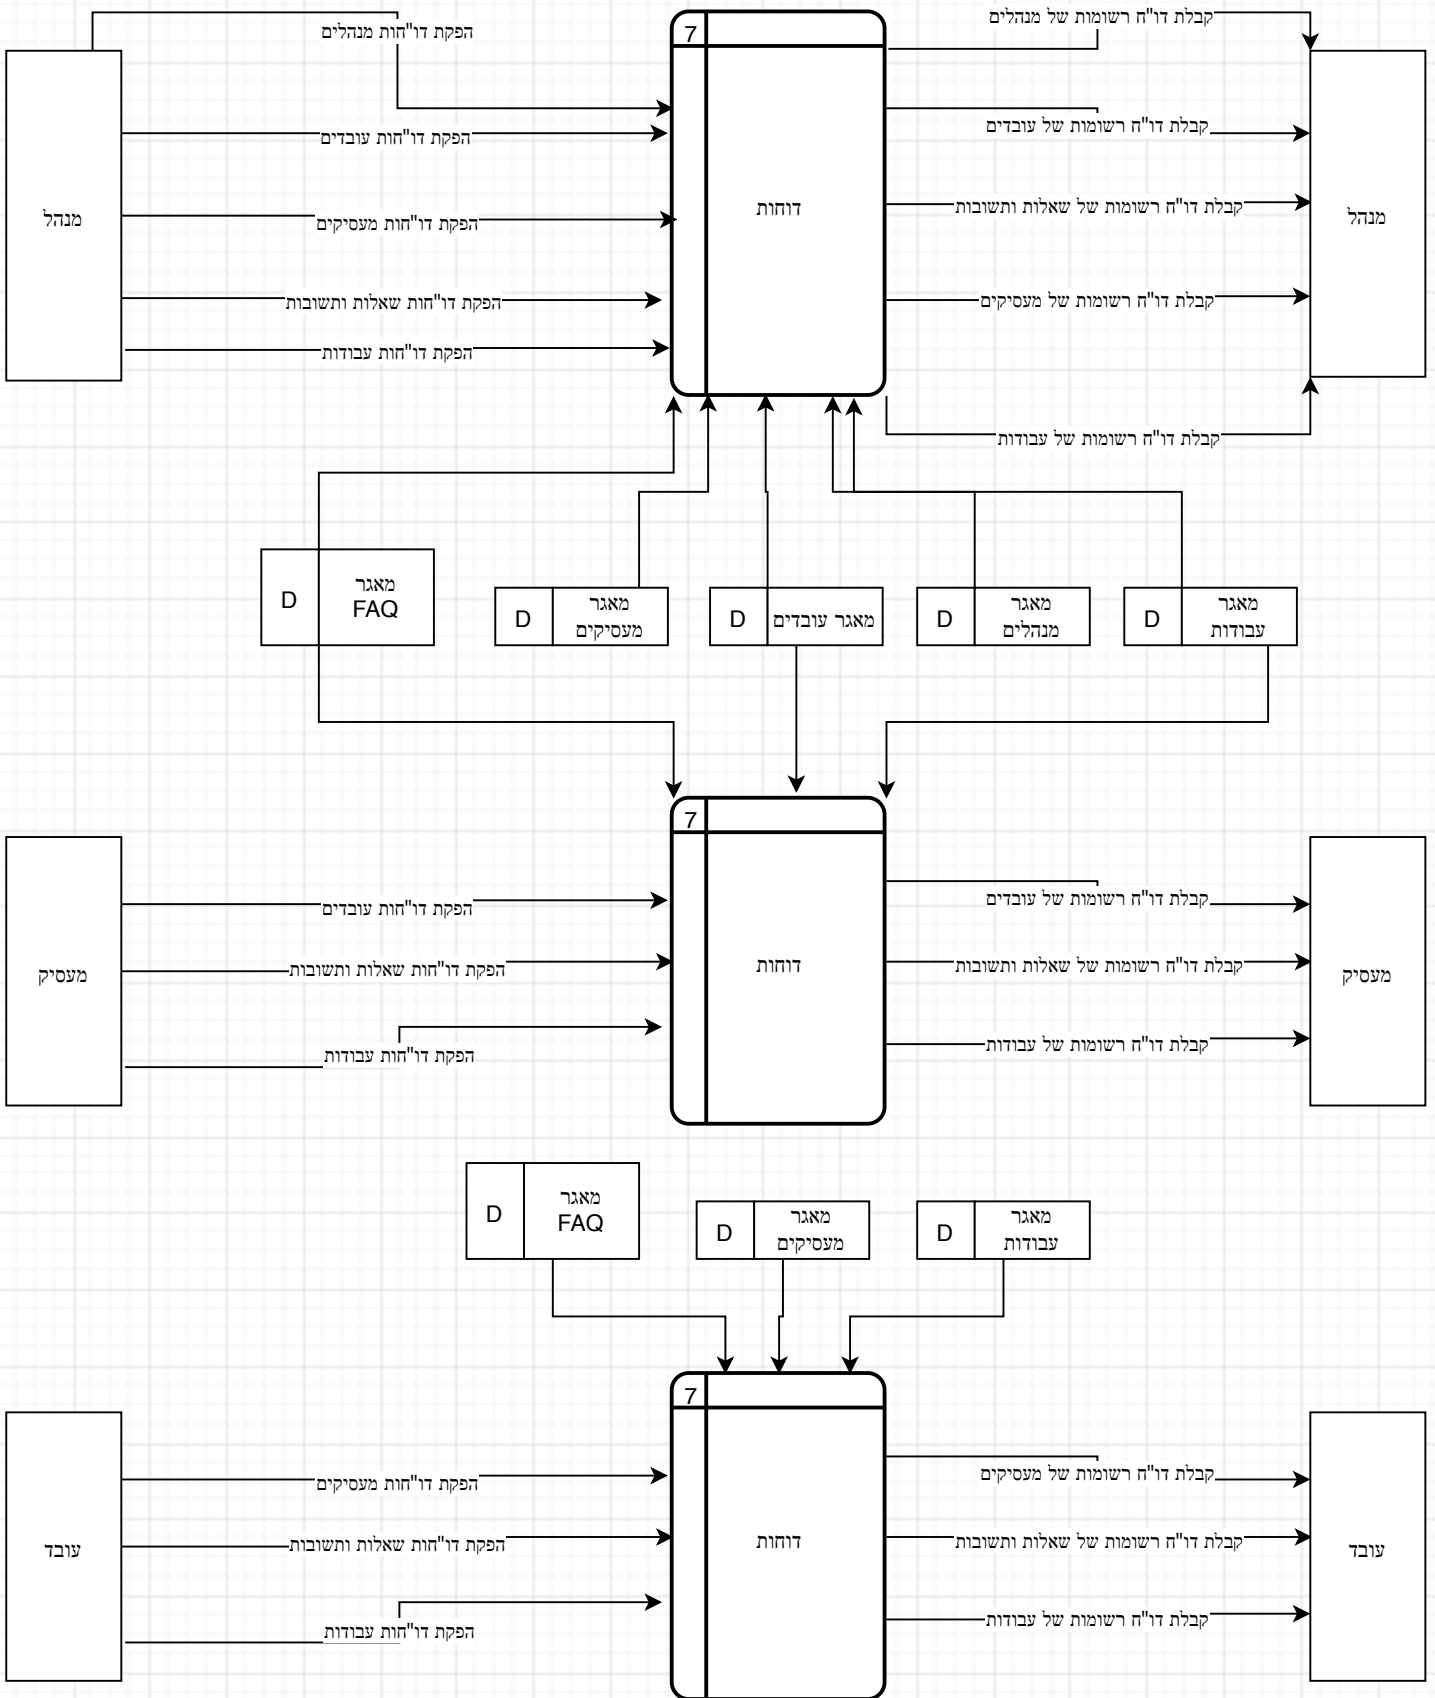 הפקת דו"חות מנהלים
7
קבלת דו"ח רשומות של מנהלים
הפקת דו"חות עובדים
קבלת דו"ח רשומות של עובדים
מנהל
הפקת דו"חות מעסיקים
דוחות
קבלת דו"ח רשומות של שאלות ותשובות
מנהל
הפקת דו"חות שאלות ותשובות
קבלת דו"ח רשומות של מעסיקים
הפקת דו"חות עבודות
קבלת דו"ח רשומות של עבודות
D
מאגר
FAQ
D
מאגר
מעסיקים
D
מאגר עובדים
D
מאגר
מנהלים
D
מאגר
עבודות
7
הפקת דו"חות עובדים
קבלת דו"ח רשומות של עובדים
מעסיק
הפקת דו"חות שאלות ותשובות
דוחות
קבלת דו"ח רשומות של שאלות ותשובות
מעסיק
הפקת דו"חות עבודות
קבלת דו"ח רשומות של עבודות
D
מאגר
FAQ
D
מאגר
מעסיקים
D
מאגר
עבודות
7
הפקת דו"חות מעסיקים
קבלת דו"ח רשומות של מעסיקים
עובד
הפקת דו"חות שאלות ותשובות
דוחות
קבלת דו"ח רשומות של שאלות ותשובות
עובד
הפקת דו"חות עבודות
קבלת דו"ח רשומות של עבודות